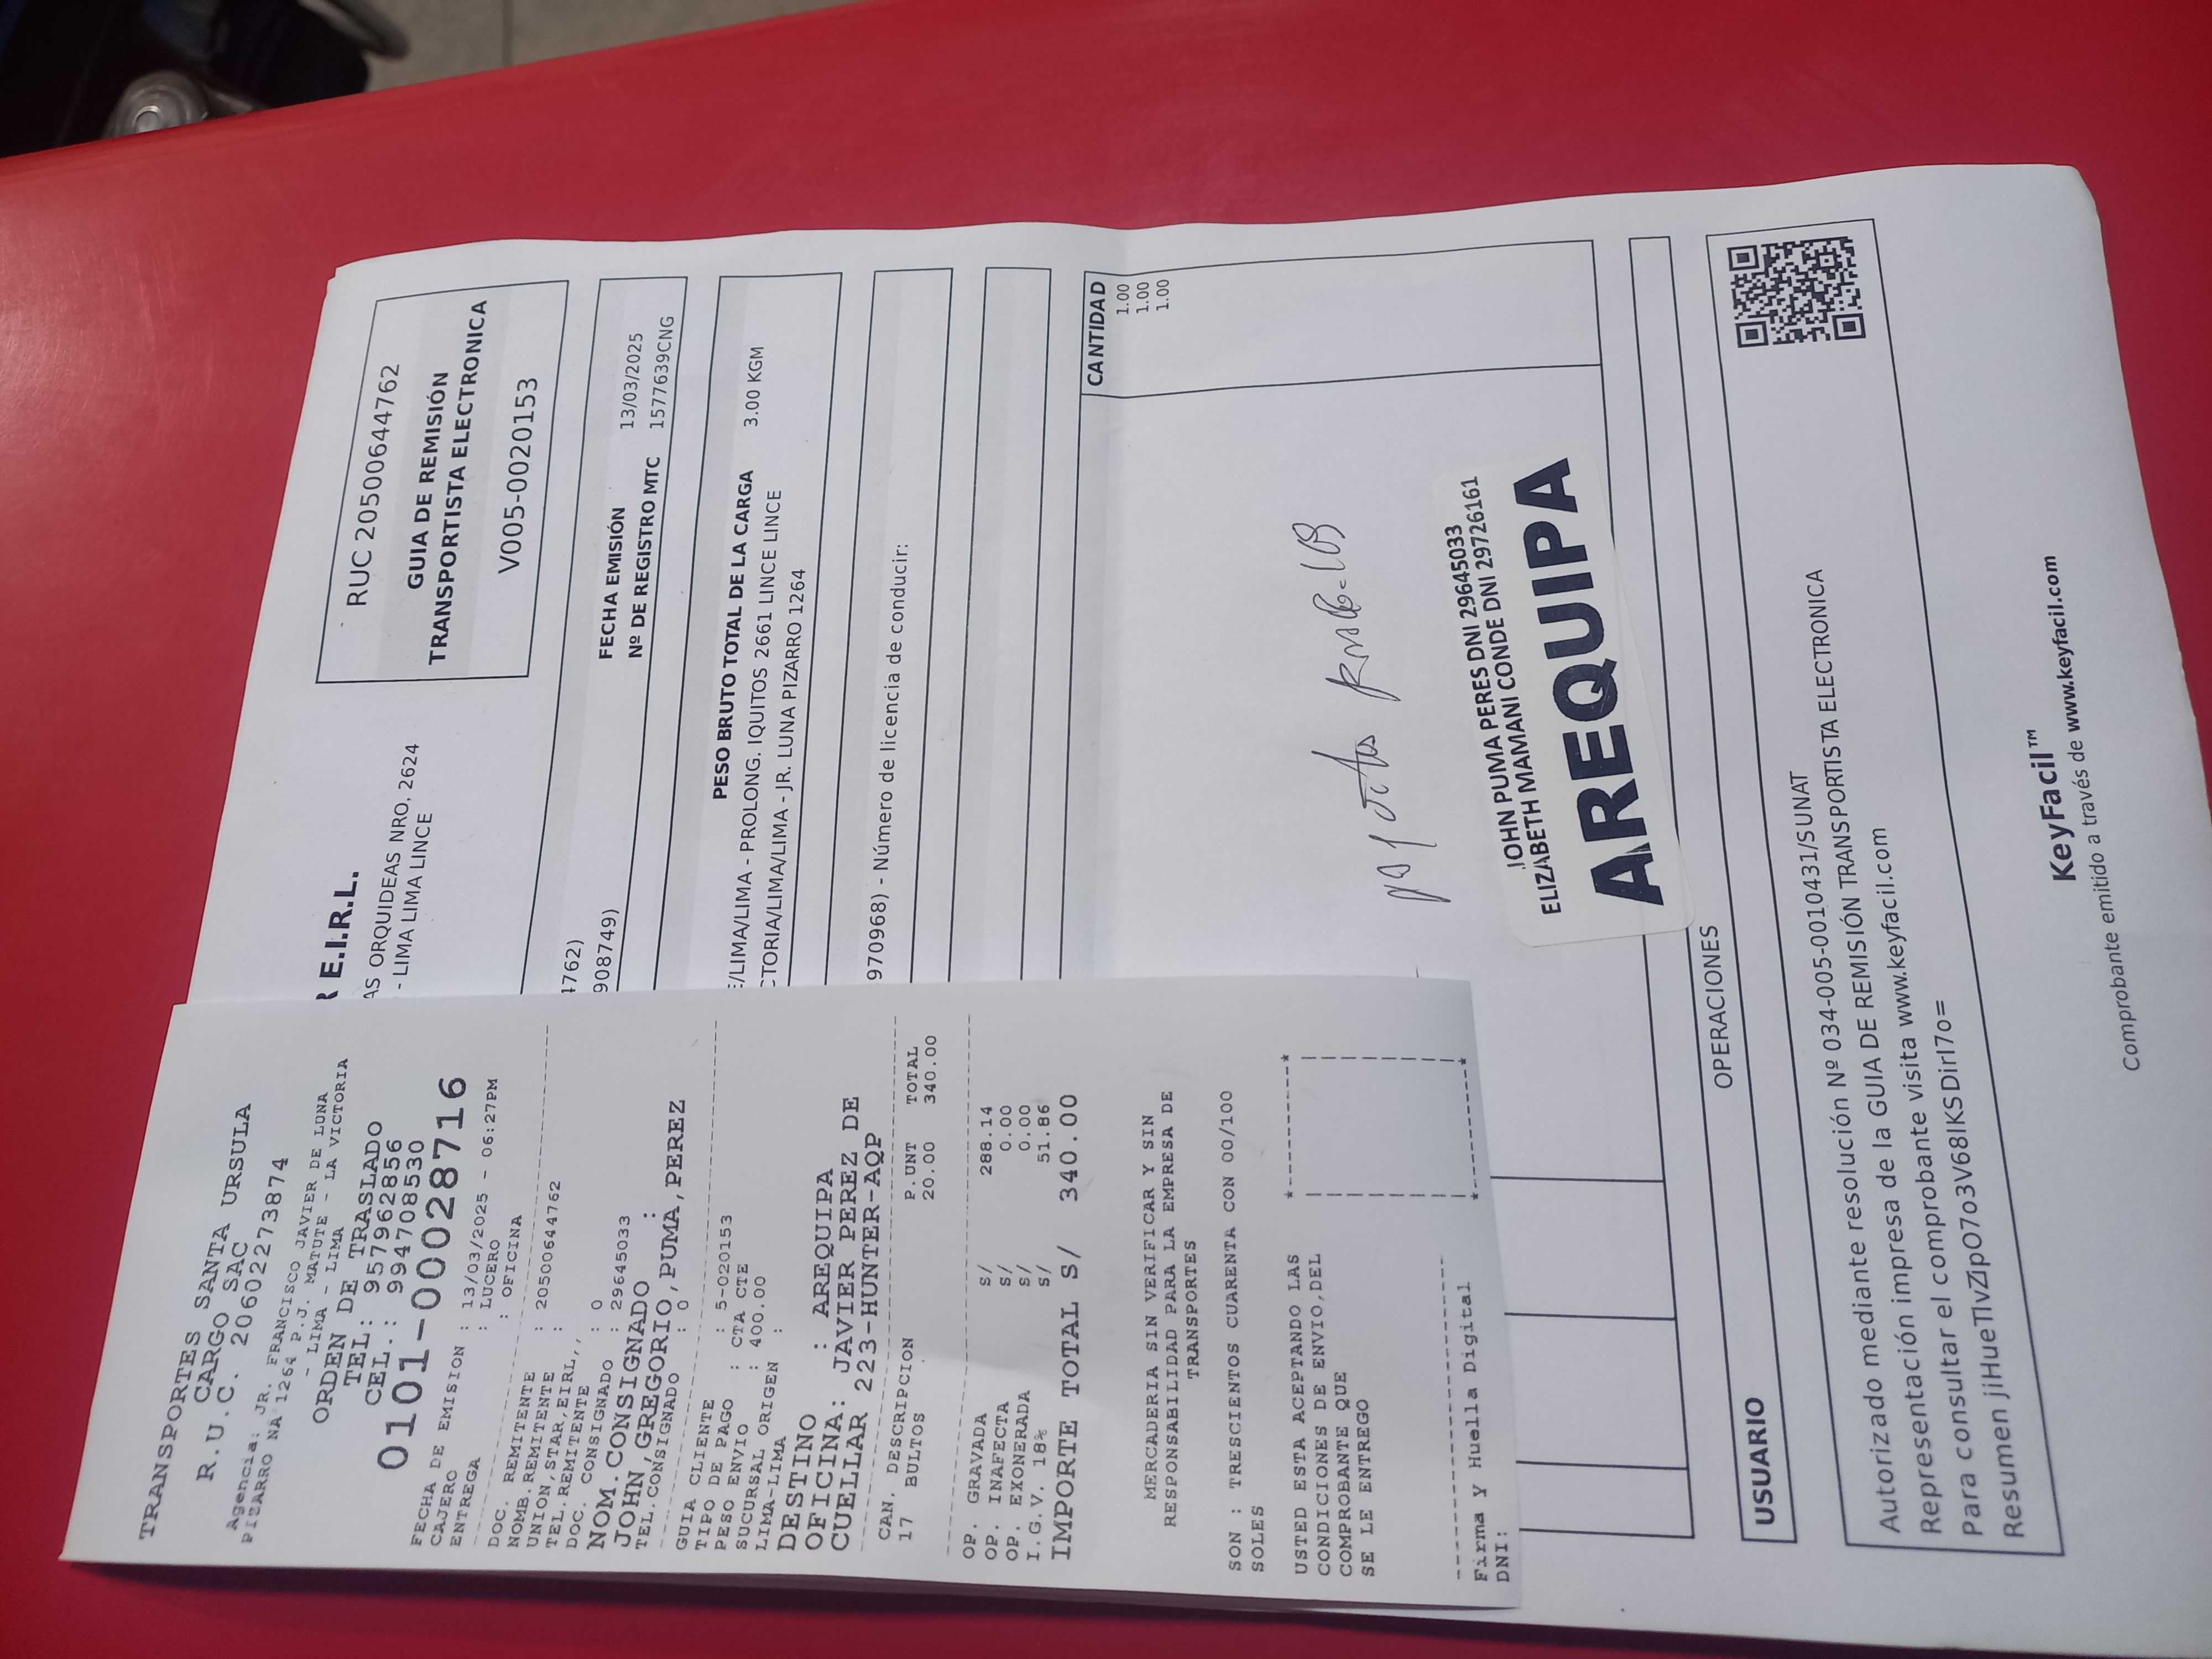 TRANSPORTES SANTA URSULA
CARGO SAC
R.U.C. 20602273874
Agencia: JR. FRANCISCO JAVIER DE LUNA
PIZARRO NA°1264 P.J. MATUTE - LA VICTORIA
- LIMA - LIMA
ORDEN DE TRASLADO
TEL: 957962856
CEL.: 994708530
0101-00028716
FECHA DE EMISION : 13/03/2025 - 06:27PM
CAJERO : LUCERO
ENTREGA : OFICINA
DOC. REMITENTE : 20500644762
NOMB.REMITENTE :
UNION,STAR,EIRL,,
TEL.REMITENTE : 0
DOC. CONSIGNADO : 29645033
NOM.CONSIGNADO :
JOHN,GREGORIO,PUMA,PEREZ
TEL.CONSIGNADO : 0
GUIA CLIENTE : 5-020153
TIPO DE PAGO : CTA CTE
PESO ENVIO : 400.00
SUCURSAL ORIGEN :
LIMA-LIMA
DESTINO : AREQUIPA
OFICINA: JAVIER PEREZ DE
CUELLAR 223-HUNTER-AQP
CAN. DESCRIPCION P.UNT TOTAL
17 BULTOS 20.00 340.00
OP. GRAVADA S/ 288.14
OP. INAFECTA S/ 0.00
OP. EXONERADA S/ 0.00
I.G.V. 18% S/ 51.86
IMPORTE TOTAL S/ 340.00
MERCADERIA SIN VERIFICAR Y SIN
RESPONSABILIDAD PARA LA EMPRESA DE
TRANSPORTES
SON : TRESCIENTOS CUARENTA CON 00/100
SOLES
USTED ESTA ACEPTANDO LAS
CONDICIONES DE ENVIO,DEL
COMPROBANTE QUE
SE LE ENTREGO
Firma y Huella Digital
DNI:
R E.I.R.L.
AS ORQUIDEAS NRO. 2624
- LIMA LIMA LINCE
RUC 20500644762
GUIA DE REMISIÓN
TRANSPORTISTA ELECTRONICA
V005-0020153
4762)
908749)
FECHA EMISIÓN 13/03/2025
Nº DE REGISTRO MTC 1577639CNG
PESO BRUTO TOTAL DE LA CARGA 3.00 KGM
E/LIMA/LIMA - PROLONG. IQUITOS 2661 LINCE LINCE
CTORIA/LIMA/LIMA - JR. LUNA PIZARRO 1264
970968) - Número de licencia de conducir:
CANTIDAD
1.00
1.00
1.00
JOHN PUMA PERES DNI 29645033
ELIZABETH MAMANI CONDE DNI 29726161
AREQUIPA
OPERACIONES
USUARIO
Autorizado mediante resolución Nº 034-005-0010431/SUNAT
Representación impresa de la GUIA DE REMISIÓN TRANSPORTISTA ELECTRONICA
Para consultar el comprobante visita www.keyfacil.com
KeyFacil™
Comprobante emitido a través de www.keyfacil.com